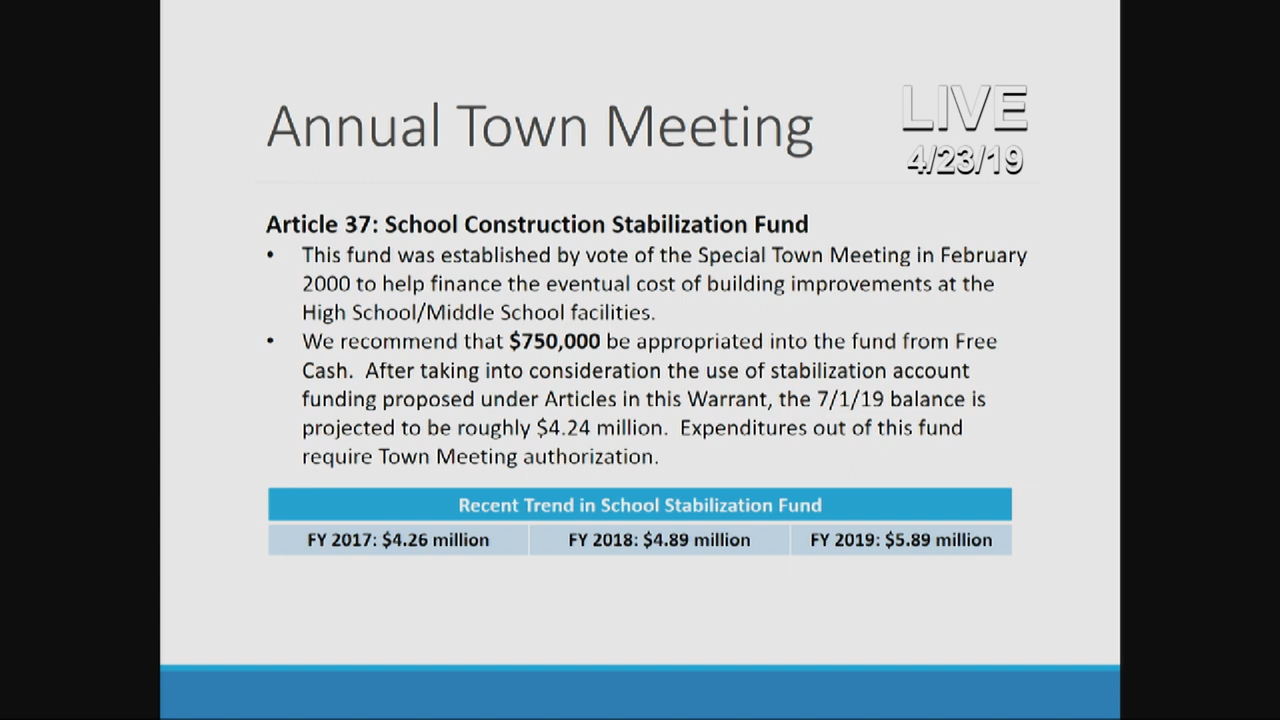 Annual Town Meeting
LIVE
4/23/19
Article 37: School Construction Stabilization Fund
• This fund was established by vote of the Special Town Meeting in February
2000 to help finance the eventual cost of building improvements at the
High School/Middle School facilities.
• We recommend that $750,000 be appropriated into the fund from Free
Cash. After taking into consideration the use of stabilization account
funding proposed under Articles in this Warrant, the 7/1/19 balance is
projected to be roughly $4.24 million. Expenditures out of this fund
require Town Meeting authorization.
Recent Trend in School Stabilization Fund
FY 2017: $4.26 million FY 2018: $4.89 million FY 2019: $5.89 million